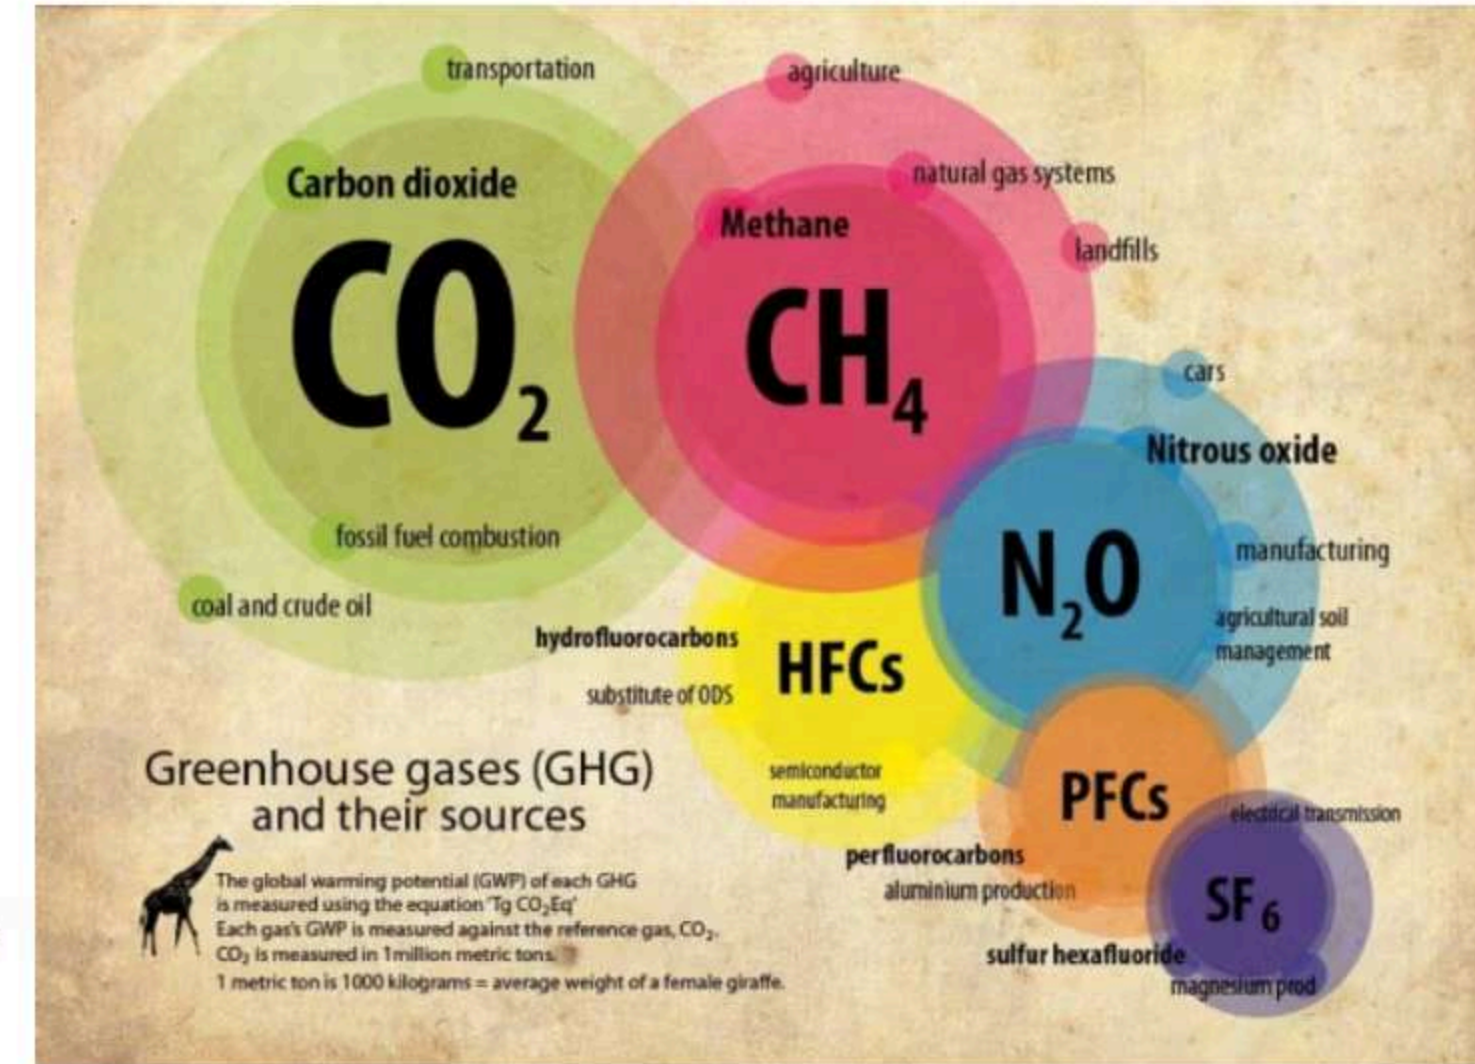 transportation
Carbon dioxide
CO₂
fossil fuel combustion
coal and crude oil
agriculture
natural gas systems
Methane
landfills
CH₄
cars
Nitrous oxide
N₂O
manufacturing
agricultural soil
management
hydrofluorocarbons
HFCs
substitute of ODS
semiconductor
manufacturing
PFCs
perfluorocarbons
aluminium production
electrical transmission
SF₆
sulfur hexafluoride
magnesium prod
Greenhouse gases (GHG)
and their sources
The global warming potential (GWP) of each GHG
is measured using the equation 'Tg CO₂Eq'
Each gas's GWP is measured against the reference gas, CO₂.
CO₂ is measured in 1million metric tons.
1 metric ton is 1000 kilograms = average weight of a female giraffe.